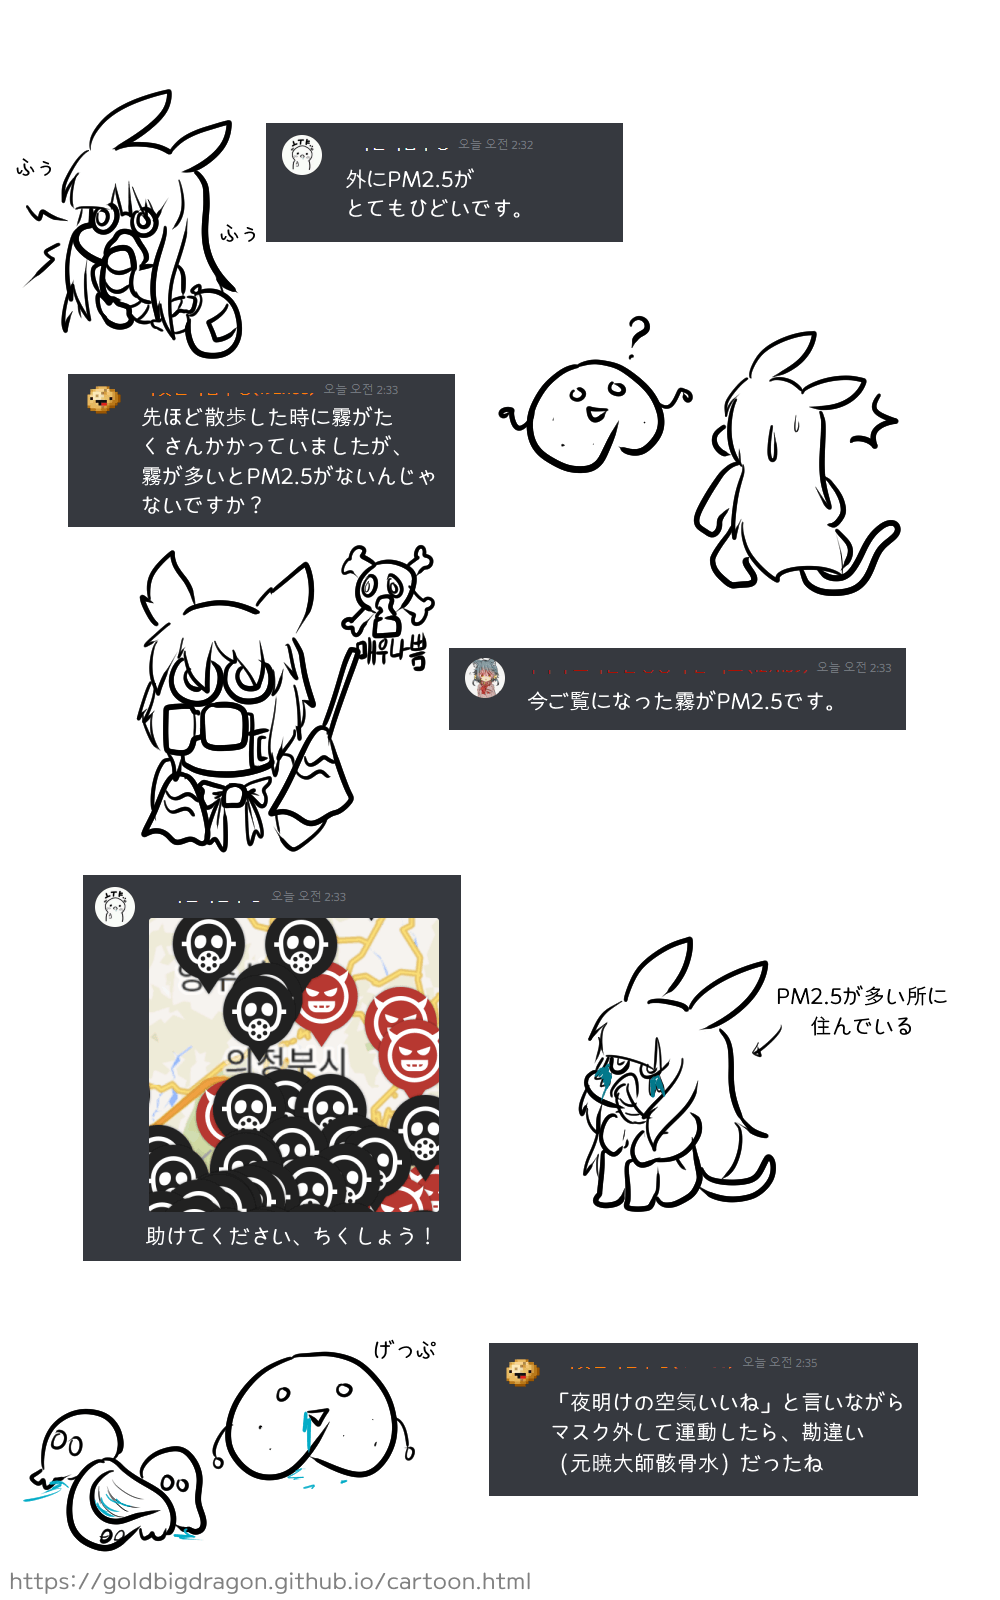 오늘 오전 2:32
外にPM2.5が
とてもひどいです。
ふぅ
ふぅ
?
오늘 오전 2:33
先ほど散歩した時に霧がた
くさんかかっていましたが、
霧が多いとPM2.5がないんじゃ
ないですか？
매우나쁨
오늘 오전 2:33
今ご覧になった霧がPM2.5です。
오늘 오전 2:33
의정부시
助けてください、ちくしょう！
PM2.5が多い所に
住んでいる
げっぷ
오늘 오전 2:35
「夜明けの空気いいね」と言いながら
マスク外して運動したら、勘違い
（元暁大師骸骨水）だったね
https://goldbigdragon.github.io/cartoon.html